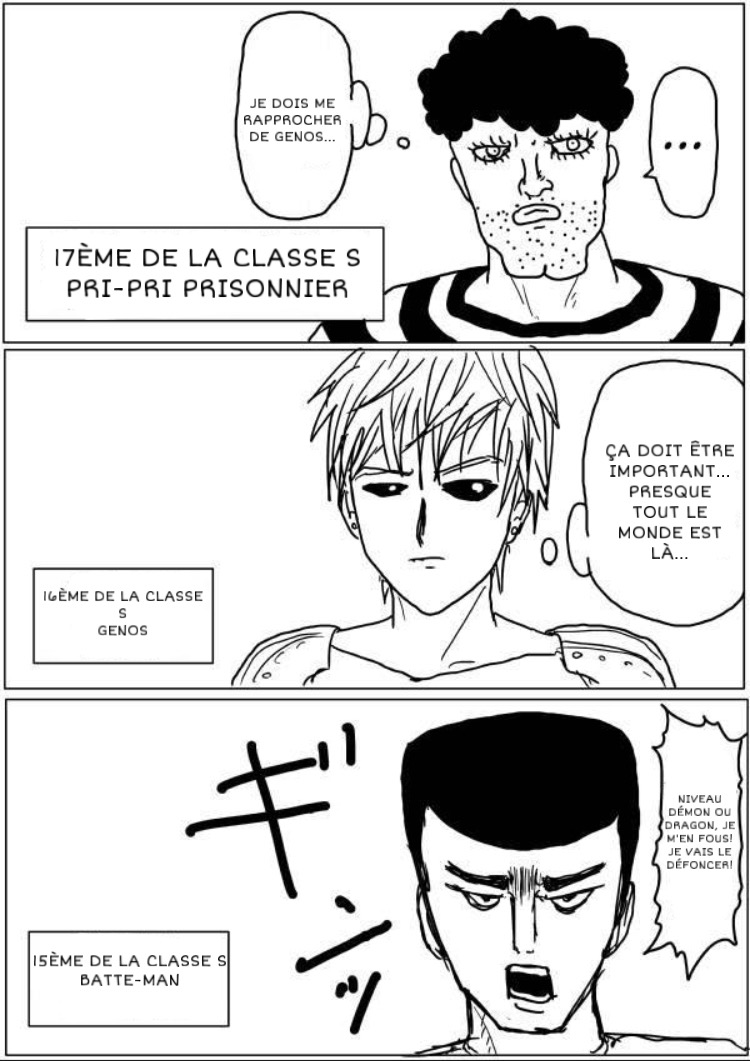 JE DOIS ME
RAPPROCHER
DE GENOS...
...
17ÈME DE LA CLASSE S
PRI-PRI PRISONNIER
ÇA DOIT ÊTRE
IMPORTANT...
PRESQUE
TOUT LE
MONDE EST
LÀ...
16ÈME DE LA CLASSE
S
GENOS
ギンッ
NIVEAU
DÉMON OU
DRAGON, JE
M'EN FOUS!
JE VAIS LE
DÉFONCER!
15ÈME DE LA CLASSE S
BATTE-MAN